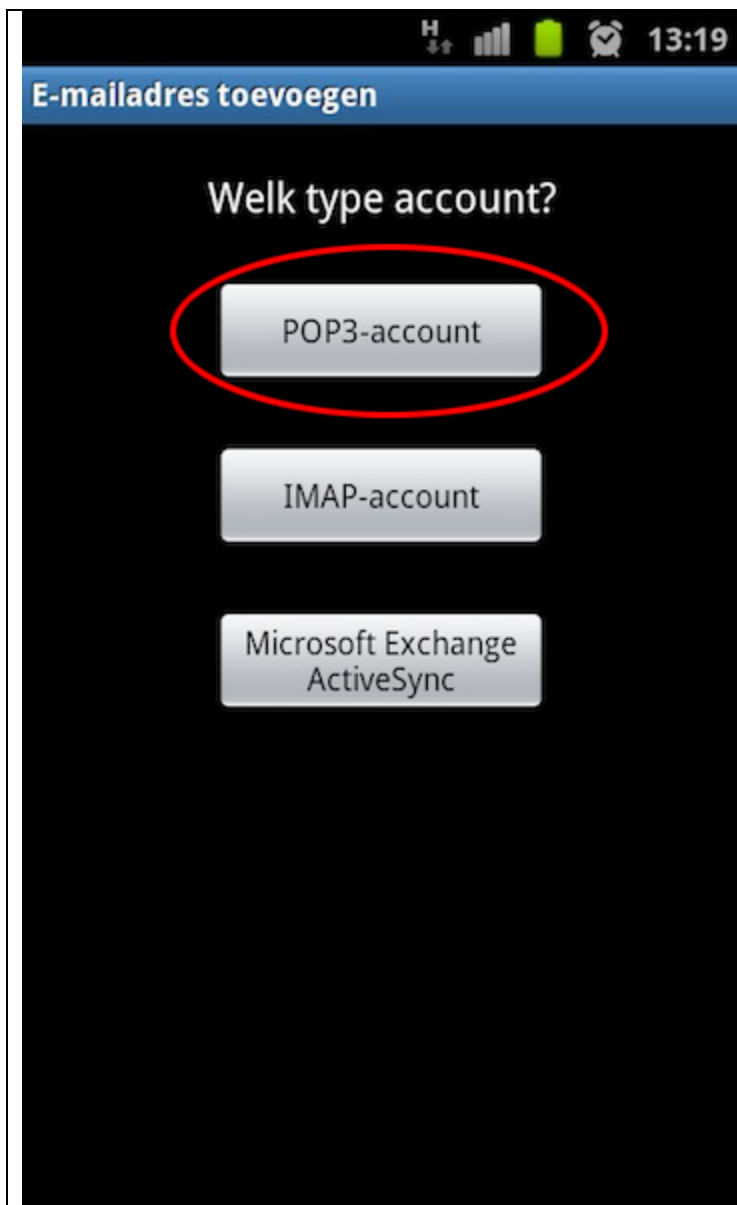 H 13:19
E-mailadres toevoegen
Welk type account?
POP3-account
IMAP-account
Microsoft Exchange
ActiveSync